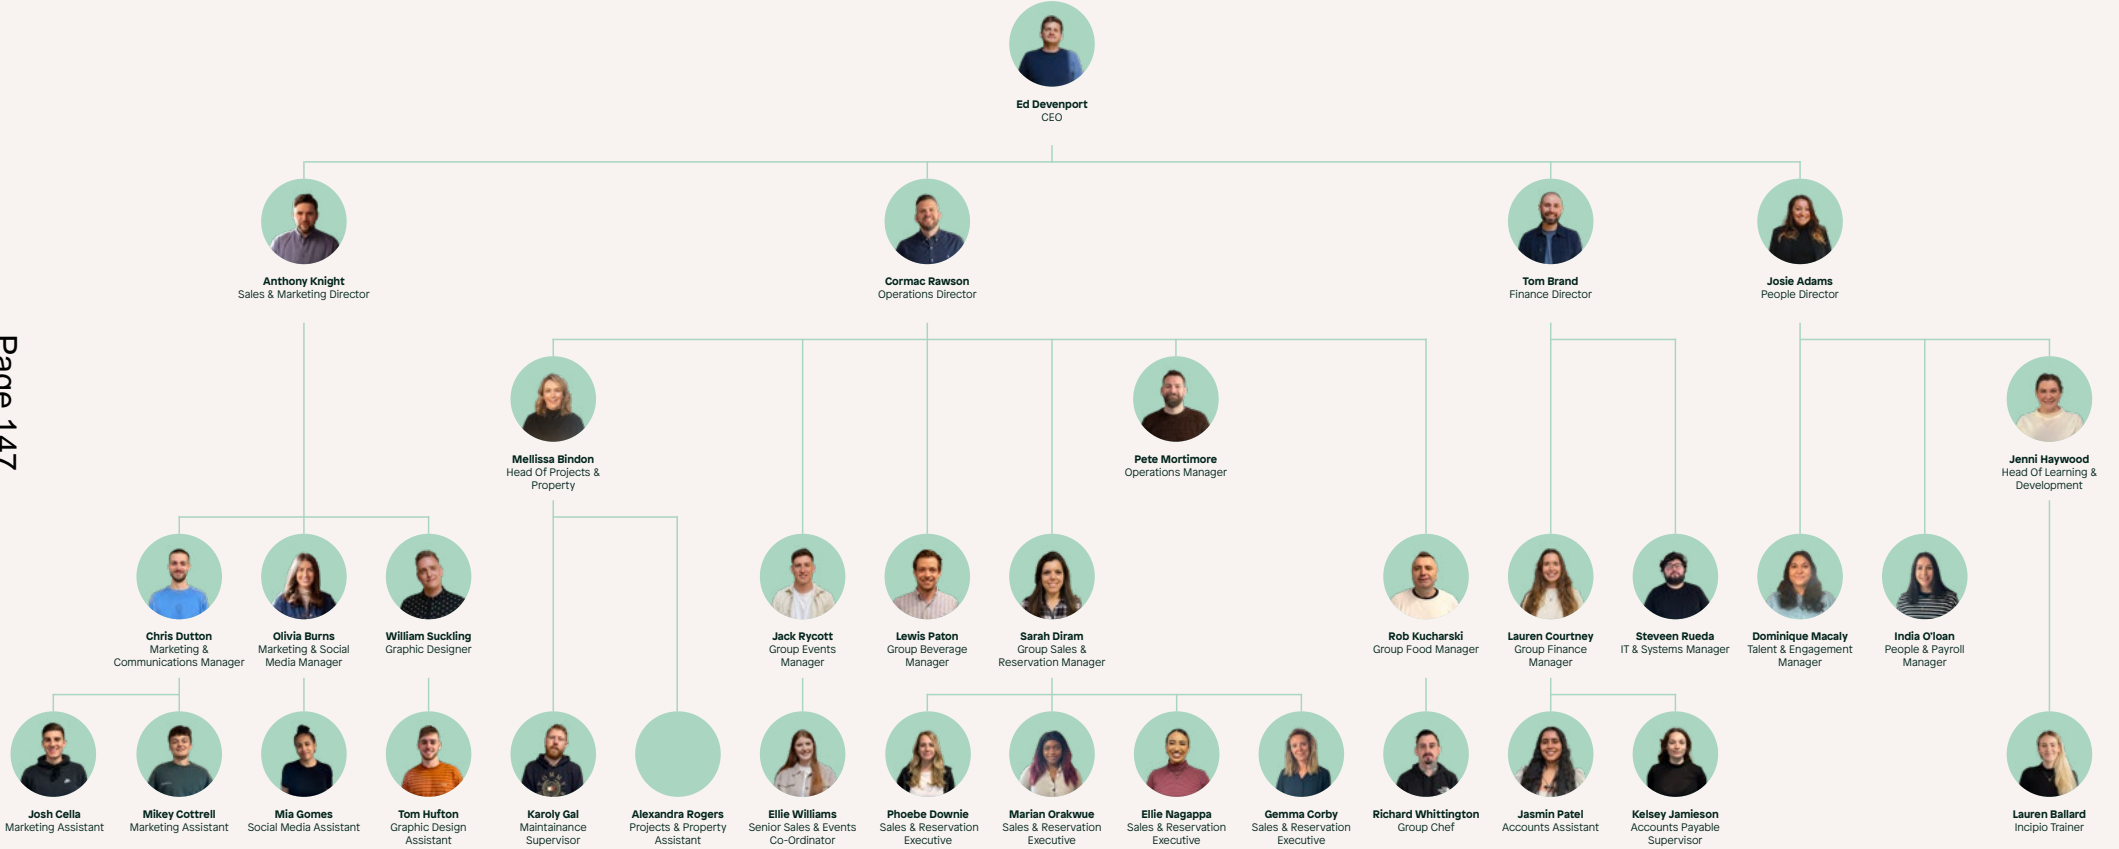 Ed Devenport
CEO
Anthony Knight
Sales & Marketing Director
Cormac Rawson
Operations Director
Tom Brand
Finance Director
Josie Adams
People Director
Page 147
Mellissa Bindon
Head Of Projects &
Property
Pete Mortimore
Operations Manager
Jenni Haywood
Head Of Learning &
Development
Chris Dutton
Marketing &
Communications Manager
Olivia Burns
Marketing & Social
Media Manager
William Suckling
Graphic Designer
Jack Rycott
Group Events
Manager
Lewis Paton
Group Beverage
Manager
Sarah Diram
Group Sales &
Reservation Manager
Rob Kucharski
Group Food Manager
Lauren Courtney
Group Finance
Manager
Steveen Rueda
IT & Systems Manager
Dominique Macaly
Talent & Engagement
Manager
India O'loan
People & Payroll
Manager
Josh Cella
Marketing Assistant
Mikey Cottrell
Marketing Assistant
Mia Gomes
Social Media Assistant
Tom Hufton
Graphic Design
Assistant
Karoly Gal
Maintainance
Supervisor
Alexandra Rogers
Projects & Property
Assistant
Ellie Williams
Senior Sales & Events
Co-Ordinator
Phoebe Downie
Sales & Reservation
Executive
Marian Orakwue
Sales & Reservation
Executive
Ellie Nagappa
Sales & Reservation
Executive
Gemma Corby
Sales & Reservation
Executive
Richard Whittington
Group Chef
Jasmin Patel
Accounts Assistant
Kelsey Jamieson
Accounts Payable
Supervisor
Lauren Ballard
Incipio Trainer